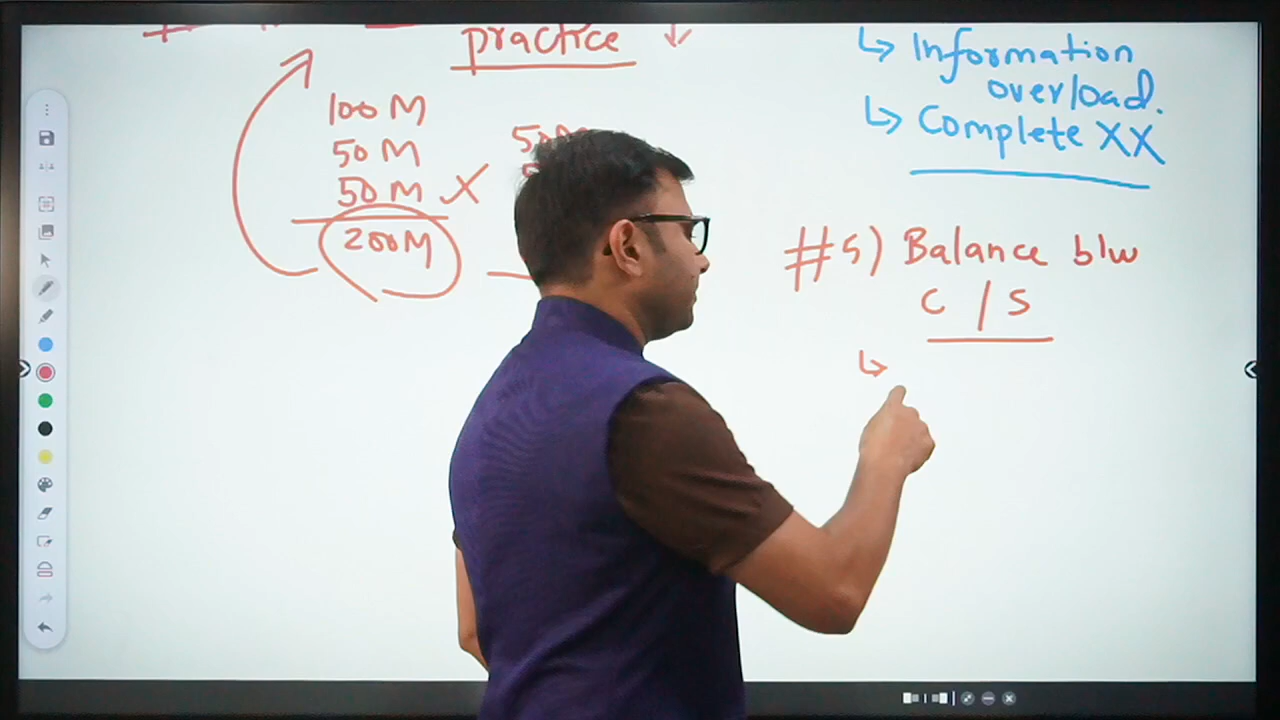 practice ↓
100 M
50 M
50 M X
200M
↳ Information
overload.
↳ Complete XX
#5) Balance b/w
C / S
↳